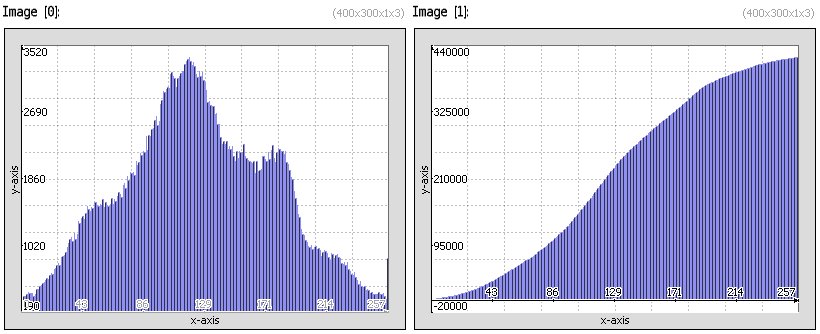 Image [0]:
(400x300x1x3)
3520
2690
1860
1020
190
43
86
129
171
214
257
y-axis
x-axis
Image [1]:
(400x300x1x3)
440000
325000
210000
95000
-20000
43
86
129
171
214
257
y-axis
x-axis